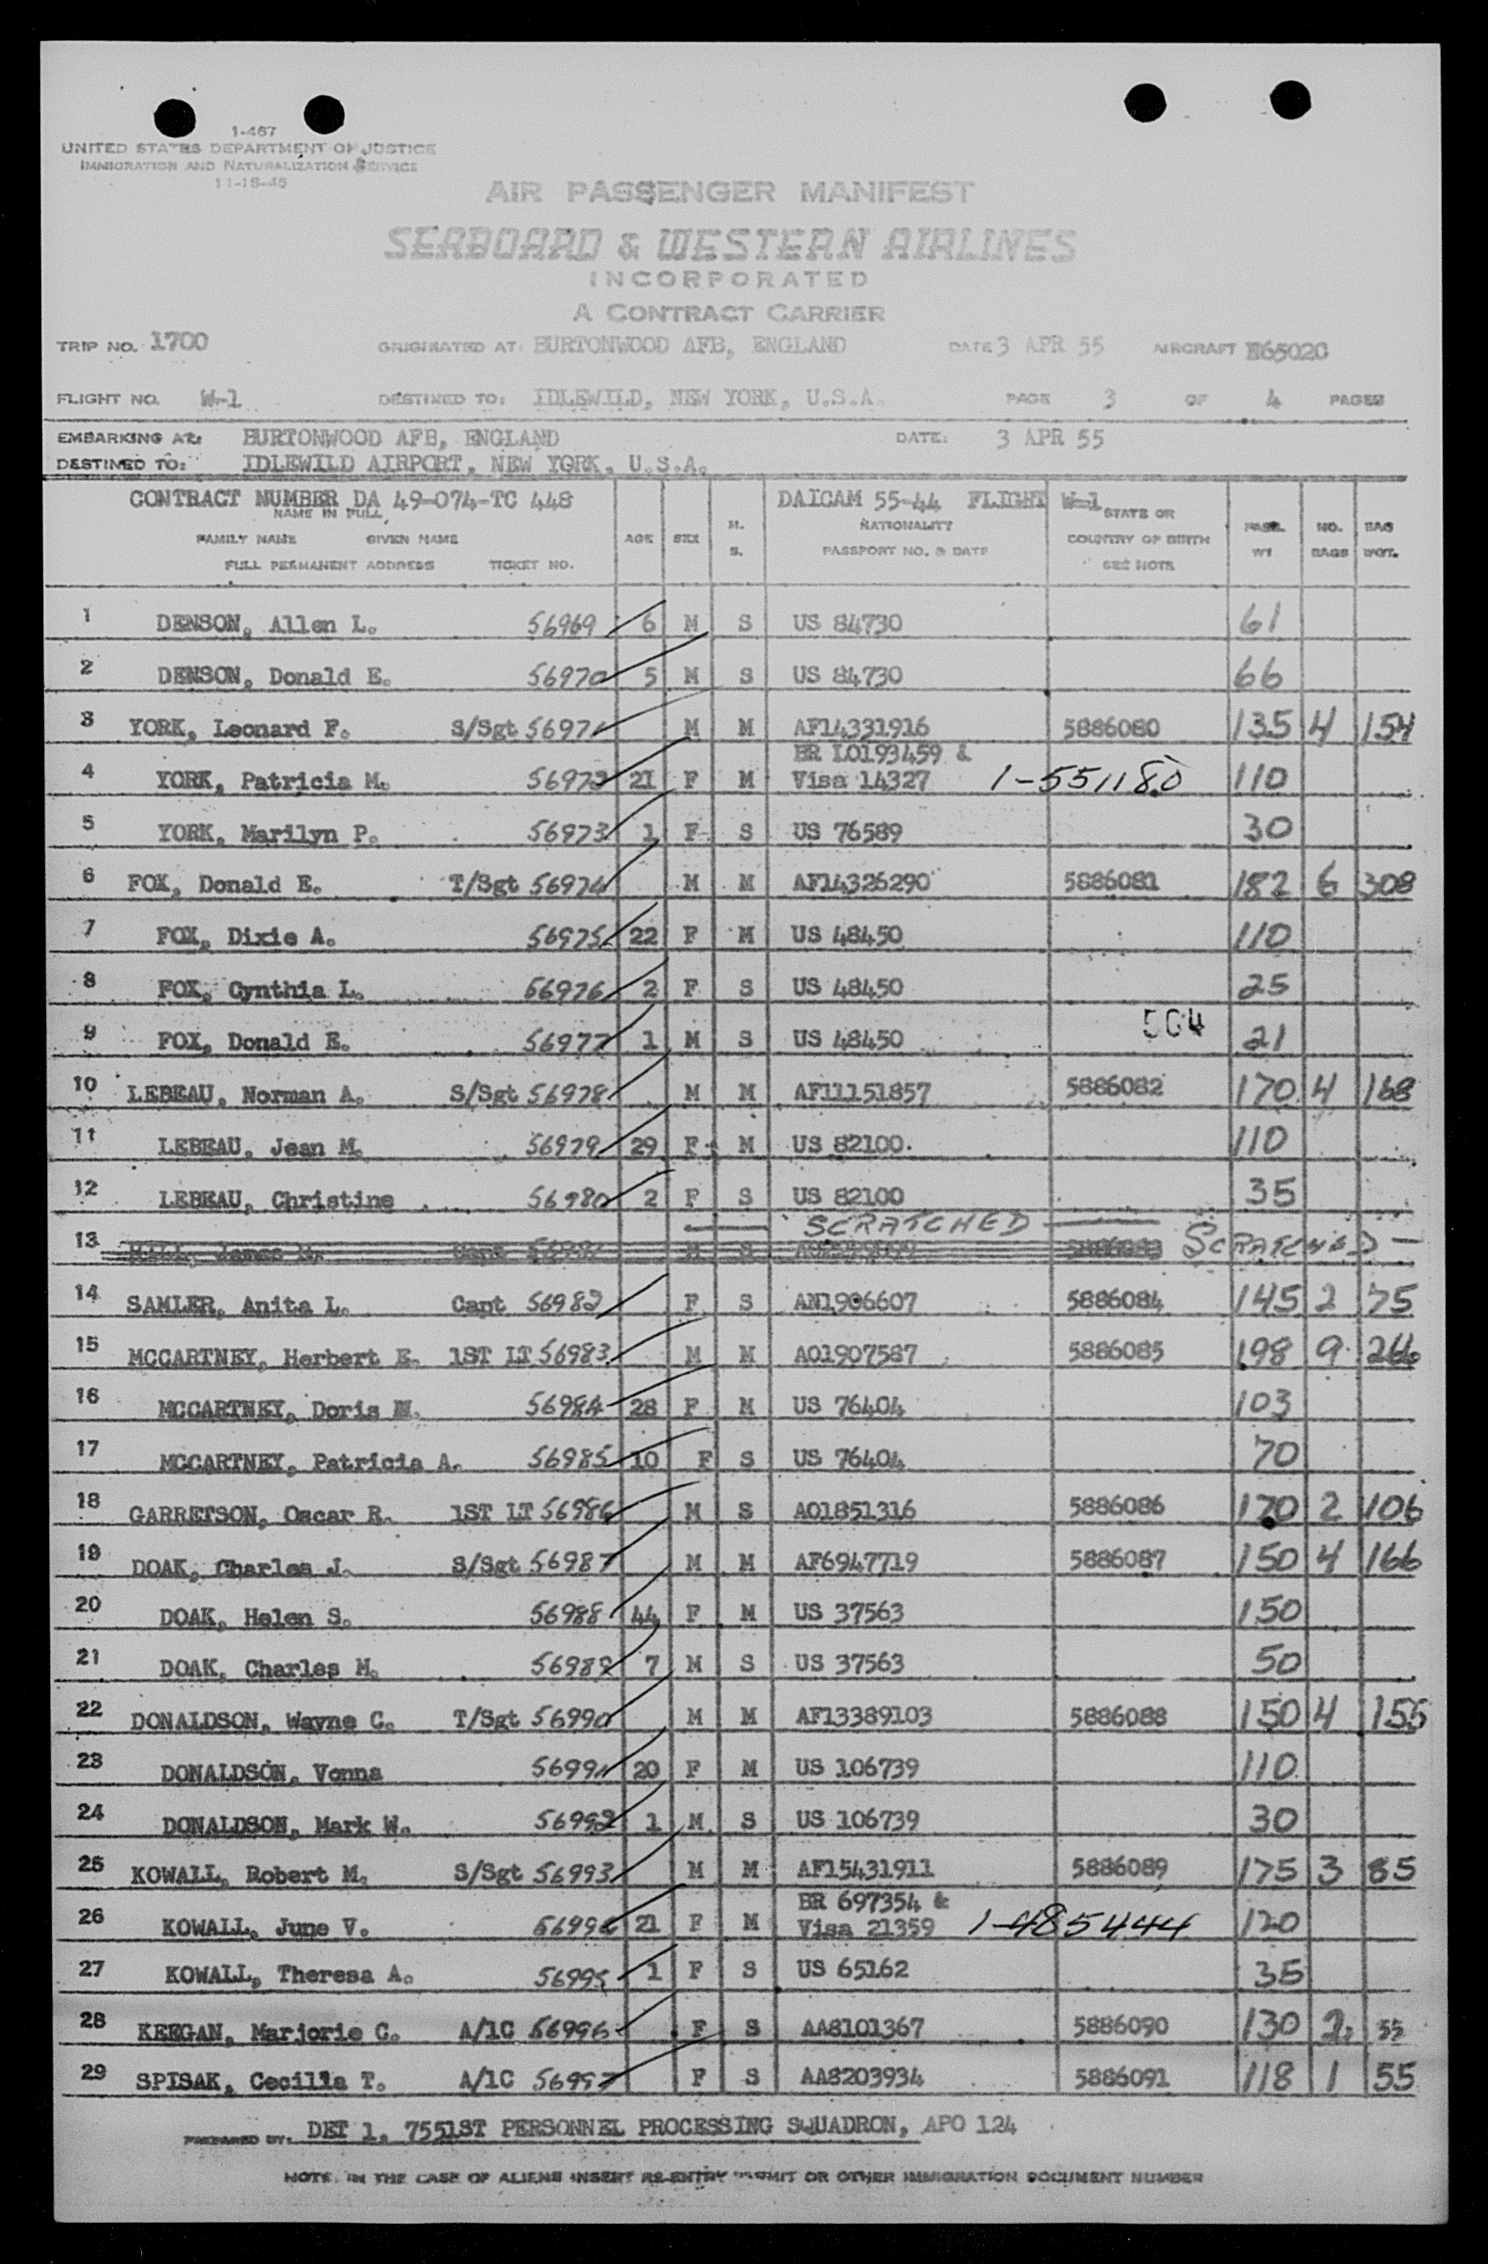 1-467
UNITED STATES DEPARTMENT OF JUSTICE
IMMIGRATION AND NATURALIZATION SERVICE
11-15-45
AIR PASSENGER MANIFEST
SEABOARD & WESTERN AIRLINES
INCORPORATED
A CONTRACT CARRIER
TRIP NO. 1700 ORIGINATED AT: BURTONWOOD AFB, ENGLAND DATE 3 APR 55 AIRCRAFT N6502C
FLIGHT NO. W-1 DESTINED TO: IDLEWILD, NEW YORK, U.S.A. PAGE 3 OF 4 PAGES
EMBARKING AT: BURTONWOOD AFB, ENGLAND DATE: 3 APR 55
DESTINED TO: IDLEWILD AIRPORT, NEW YORK, U.S.A.
CONTRACT NUMBER DA 49-074-TC 448 DAICAM 55-44 FLIGHT W-1
NAME IN FULL M. NATIONALITY STATE OR PASS. NO. BAG
FAMILY NAME GIVEN NAME AGE SEX S. PASSPORT NO. & DATE COUNTRY OF BIRTH WT BAGS WGT.
FULL PERMANENT ADDRESS TICKET NO. SEE NOTE
1 DENSON, Allen L. 56969 6 M S US 84730 61
2 DENSON, Donald E. 56970 5 M S US 84730 66
3 YORK, Leonard F. S/Sgt 56971 M M AF14331916 5886080 135 4 154
BR L0193459 &
4 YORK, Patricia M. 56972 21 F M Visa 14327 1-551180 110
5 YORK, Marilyn P. 56973 1 F S US 76589 30
6 FOX, Donald E. T/Sgt 56974 M M AF14326290 5886081 182 6 308
7 FOX, Dixie A. 56975 22 F M US 48450 110
8 FOX, Cynthia L. 56976 2 F S US 48450 25
9 FOX, Donald E. 56977 1 M S US 48450 504 21
10 LEBEAU, Norman A. S/Sgt 56978 M M AF11151857 5886082 170 4 168
11 LEBEAU, Jean M. 56979 29 F M US 82100 110
12 LEBEAU, Christine 56980 2 F S US 82100 35
SCRATCHED
13 HALL, James Capt M S 5886083 SCRATCHED
14 SAMLER, Anita L. Capt 56982 F S AN1906607 5886084 145 2 75
15 MCCARTNEY, Herbert E. 1ST LT 56983 M M AO1907587 5886085 198 9 266
16 MCCARTNEY, Doris 56984 28 F M US 76404 103
17 MCCARTNEY, Patricia A. 56985 10 F S US 76404 70
18 GARRETSON, Oscar R. 1ST LT 56986 M S AO1851316 5886086 170 2 106
19 DOAK, Charles J. S/Sgt 56987 M M AF6947719 5886087 150 4 166
20 DOAK, Helen S. 56988 44 F M US 37563 150
21 DOAK, Charles M. 56989 7 M S US 37563 50
22 DONALDSON, Wayne C. T/Sgt 56990 M M AF13389103 5886088 150 4 155
23 DONALDSON, Vonna 56991 20 F M US 106739 110
24 DONALDSON, Mark W. 56992 1 M S US 106739 30
25 KOWALL, Robert M. S/Sgt 56993 M M AF15431911 5886089 175 3 85
BR 697354 &
26 KOWALL, June V. 56994 21 F M Visa 21359 1-485444 120
27 KOWALL, Theresa A. 56995 1 F S US 65162 35
28 KEEGAN, Marjorie C. A/1C 56996 F S AA8101367 5886090 130 2 55
29 SPISAK, Cecilia T. A/1C 56997 F S AA8203934 5886091 118 1 55
PREPARED BY: DET 1, 7551ST PERSONNEL PROCESSING SQUADRON, APO 124
NOTE: IN THE CASE OF ALIENS INSERT RE-ENTRY PERMIT OR OTHER IMMIGRATION DOCUMENT NUMBER